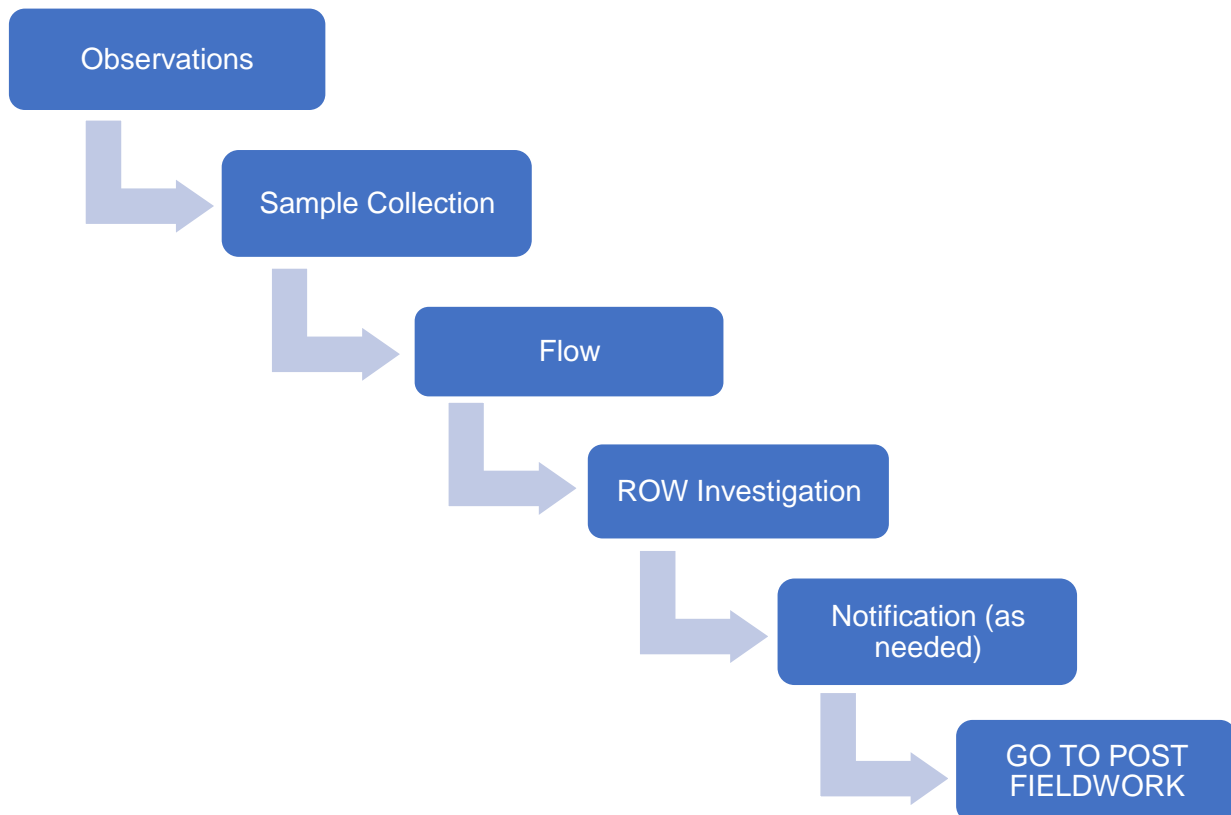 Observations
Sample Collection
Flow
ROW Investigation
Notification (as
needed)
GO TO POST
FIELDWORK